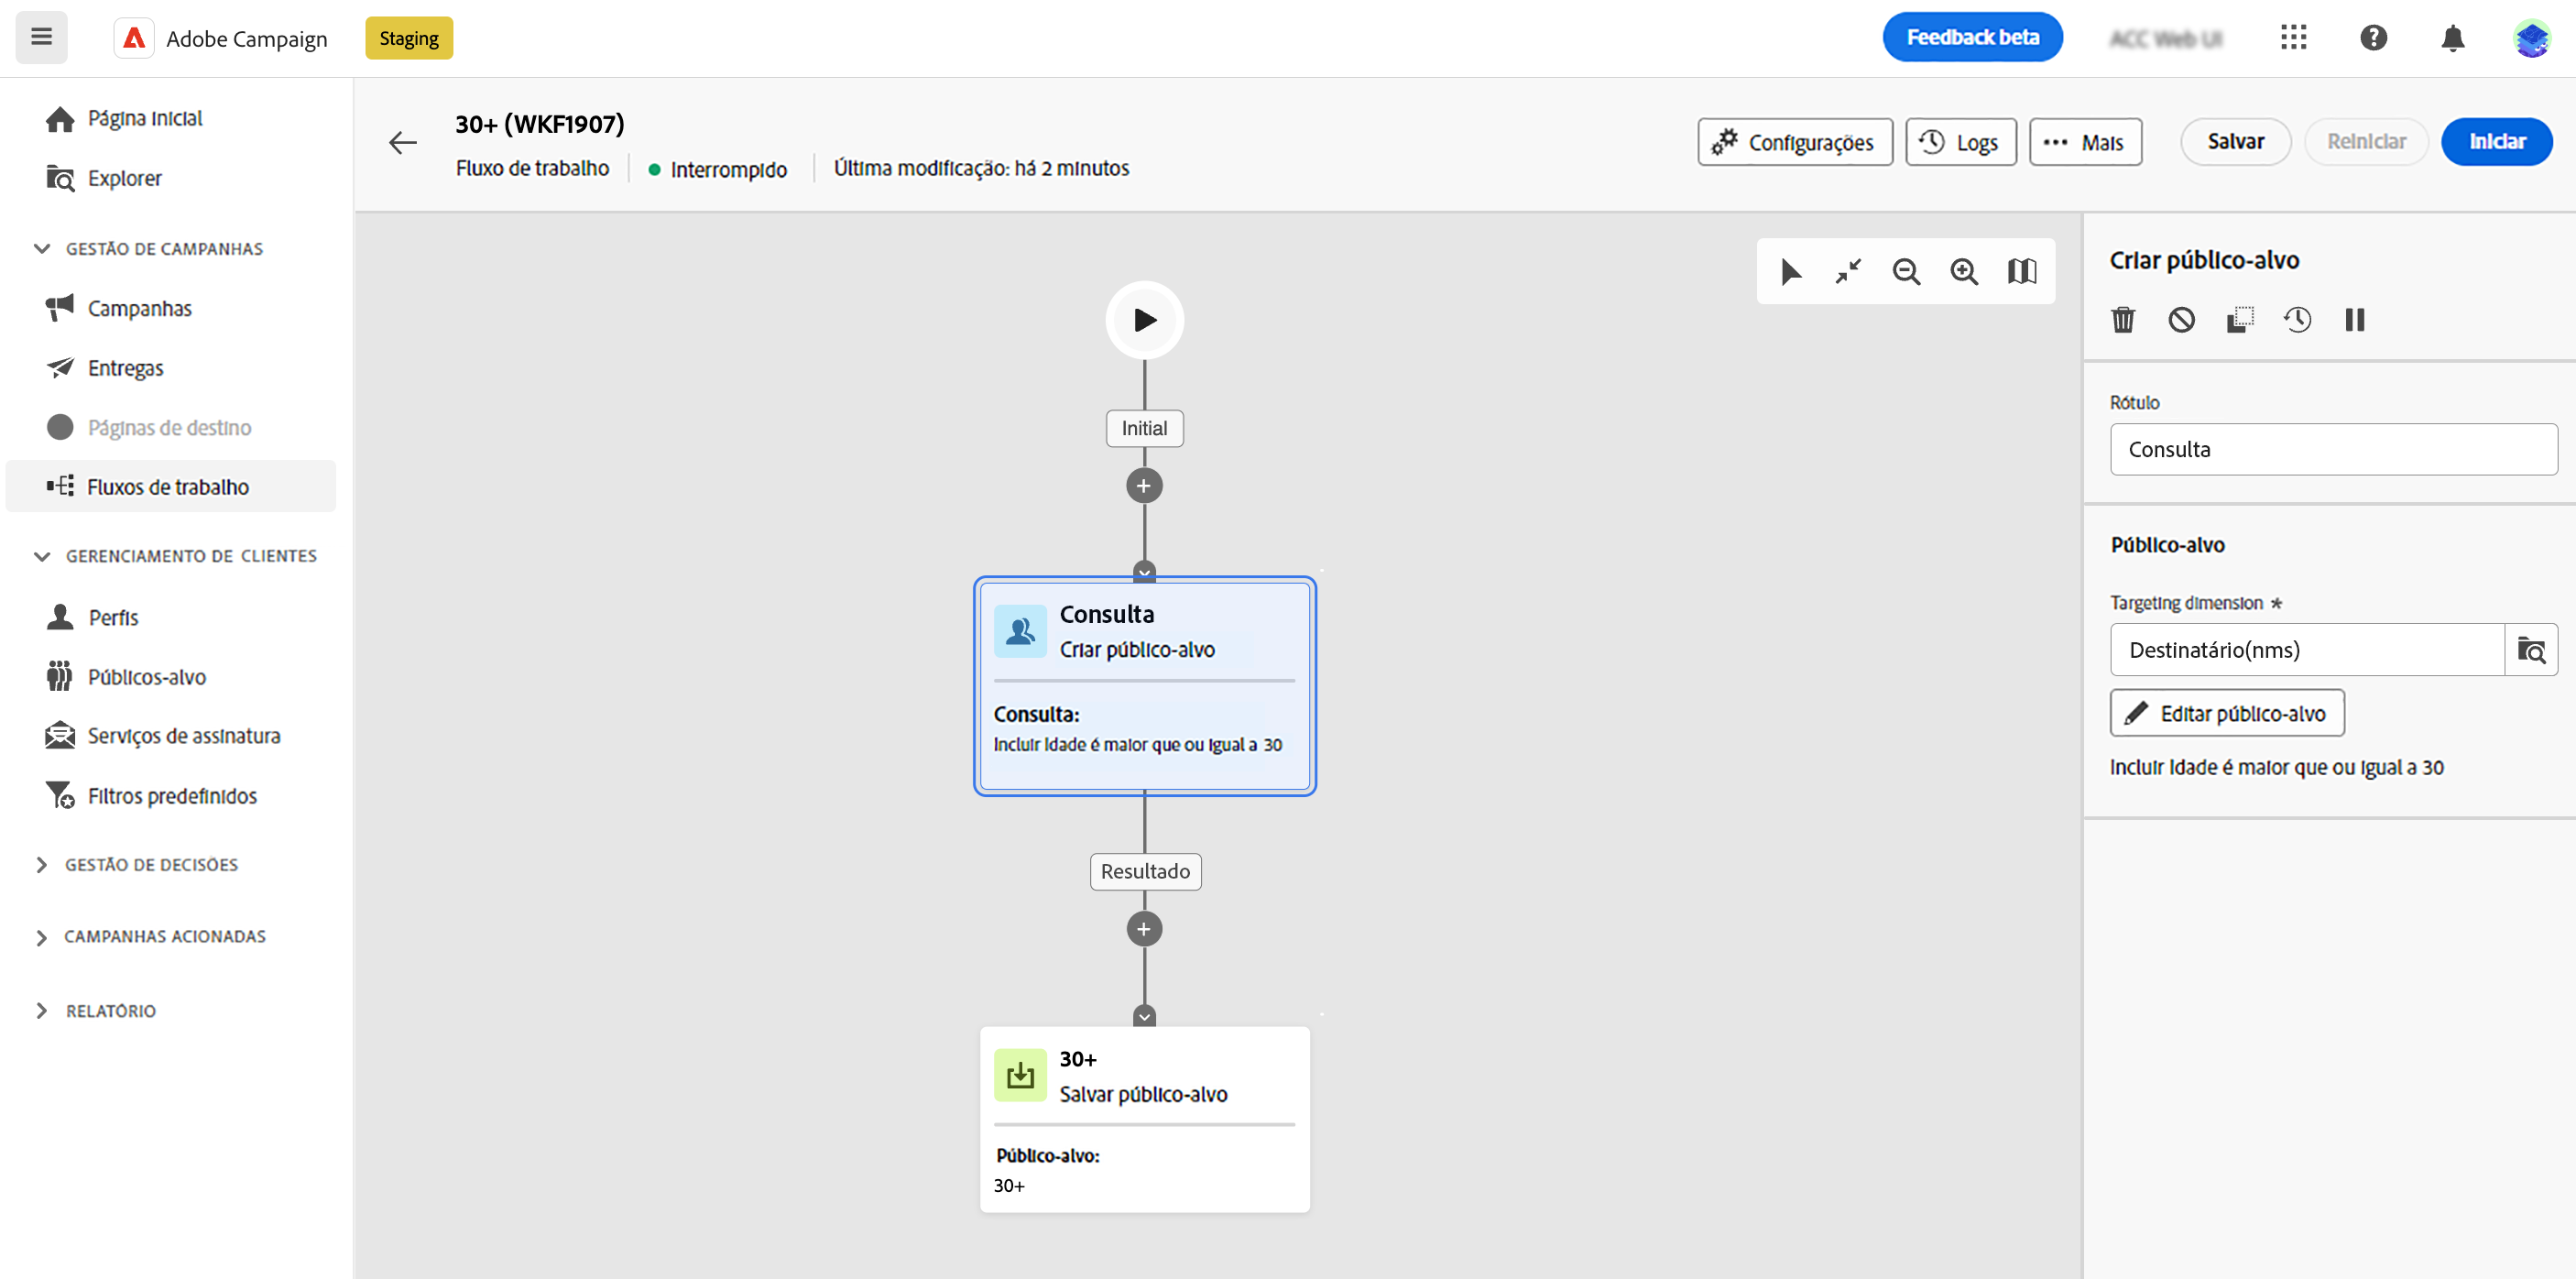 Adobe Campaign
Staging
Feedback beta
ACC Web UI
Página inicial
Explorer
GESTÃO DE CAMPANHAS
Campanhas
Entregas
Páginas de destino
Fluxos de trabalho
GERENCIAMENTO DE CLIENTES
Perfis
Públicos-alvo
Serviços de assinatura
Filtros predefinidos
GESTÃO DE DECISÕES
CAMPANHAS ACIONADAS
RELATÓRIO
30+ (WKF1907)
Fluxo de trabalho
Interrompido
Última modificação: há 2 minutos
Configurações
Logs
Mais
Salvar
Reiniciar
Iniciar
Initial
Consulta
Criar público-alvo
Consulta:
Incluir Idade é maior que ou igual a 30
Resultado
30+
Salvar público-alvo
Público-alvo:
30+
Criar público-alvo
Rótulo
Consulta
Público-alvo
Targeting dimension *
Destinatário(nms)
Editar público-alvo
Incluir Idade é maior que ou igual a 30